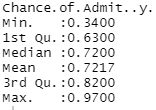 Chance.of.Admit..y.
Min.   :0.3400
1st Qu.:0.6300
Median :0.7200
Mean   :0.7217
3rd Qu.:0.8200
Max.   :0.9700